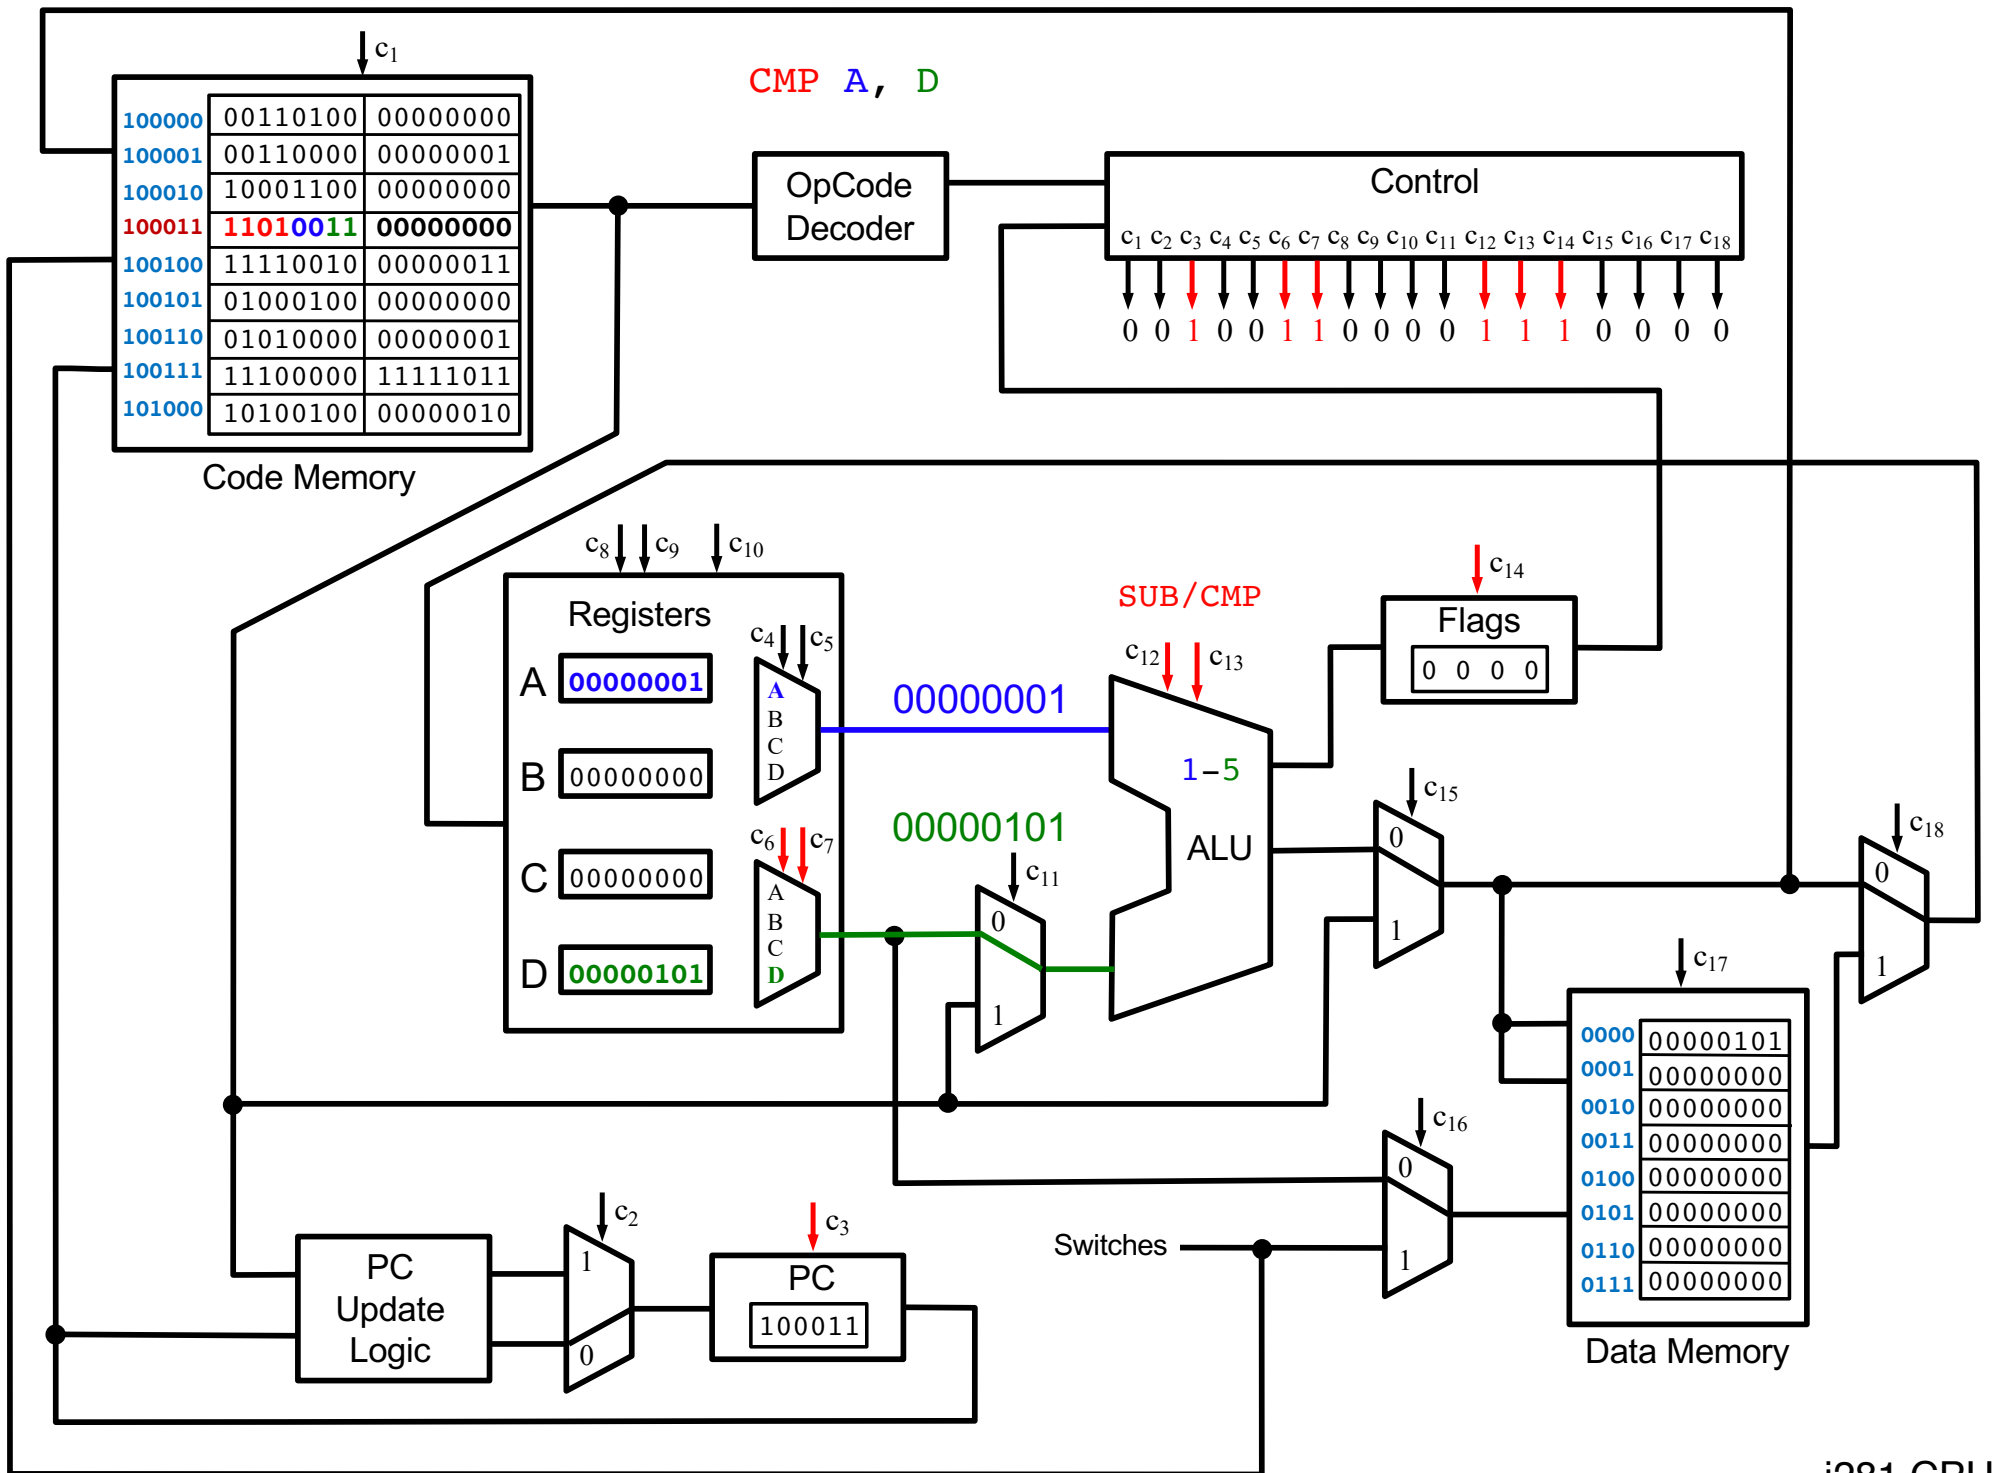 c1
CMP A, D
100000 00110100 00000000
100001 00110000 00000001
100010 10001100 00000000
100011 11010011 00000000
100100 11110010 00000011
100101 01000100 00000000
100110 01010000 00000001
100111 11100000 11111011
101000 10100100 00000010
Code Memory
OpCode
Decoder
Control
c1 c2 c3 c4 c5 c6 c7 c8 c9 c10 c11 c12 c13 c14 c15 c16 c17 c18
0 0 1 0 0 1 1 0 0 0 0 1 1 1 0 0 0 0
c8 c9 c10
Registers
A 00000001
B 00000000
C 00000000
D 00000101
c4 c5
A
B
C
D
c6 c7
A
B
C
D
00000001
00000101
c11
0
1
SUB/CMP
c12 c13
1-5
ALU
c14
Flags
0 0 0 0
c15
0
1
c18
0
1
c17
0000 00000101
0001 00000000
0010 00000000
0011 00000000
0100 00000000
0101 00000000
0110 00000000
0111 00000000
Data Memory
c16
0
1
Switches
PC
Update
Logic
c2
1
0
c3
PC
100011